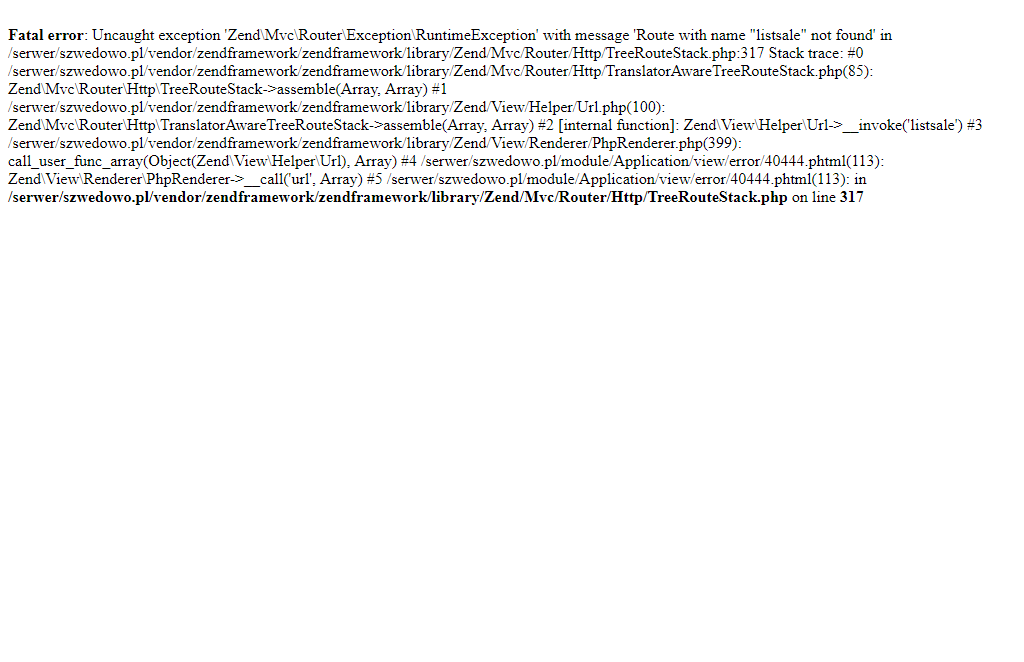 Fatal error: Uncaught exception 'Zend\Mvc\Router\Exception\RuntimeException' with message 'Route with name "listsale" not found' in
/serwer/szwedowo.pl/vendor/zendframework/zendframework/library/Zend/Mvc/Router/Http/TreeRouteStack.php:317 Stack trace: #0
/serwer/szwedowo.pl/vendor/zendframework/zendframework/library/Zend/Mvc/Router/Http/TranslatorAwareTreeRouteStack.php(85):
Zend\Mvc\Router\Http\TreeRouteStack->assemble(Array, Array) #1
/serwer/szwedowo.pl/vendor/zendframework/zendframework/library/Zend/View/Helper/Url.php(100):
Zend\Mvc\Router\Http\TranslatorAwareTreeRouteStack->assemble(Array, Array) #2 [internal function]: Zend\View\Helper\Url->__invoke('listsale') #3
/serwer/szwedowo.pl/vendor/zendframework/zendframework/library/Zend/View/Renderer/PhpRenderer.php(399):
call_user_func_array(Object(Zend\View\Helper\Url), Array) #4 /serwer/szwedowo.pl/module/Application/view/error/40444.phtml(113):
Zend\View\Renderer\PhpRenderer->__call('url', Array) #5 /serwer/szwedowo.pl/module/Application/view/error/40444.phtml(113): in
/serwer/szwedowo.pl/vendor/zendframework/zendframework/library/Zend/Mvc/Router/Http/TreeRouteStack.php on line 317